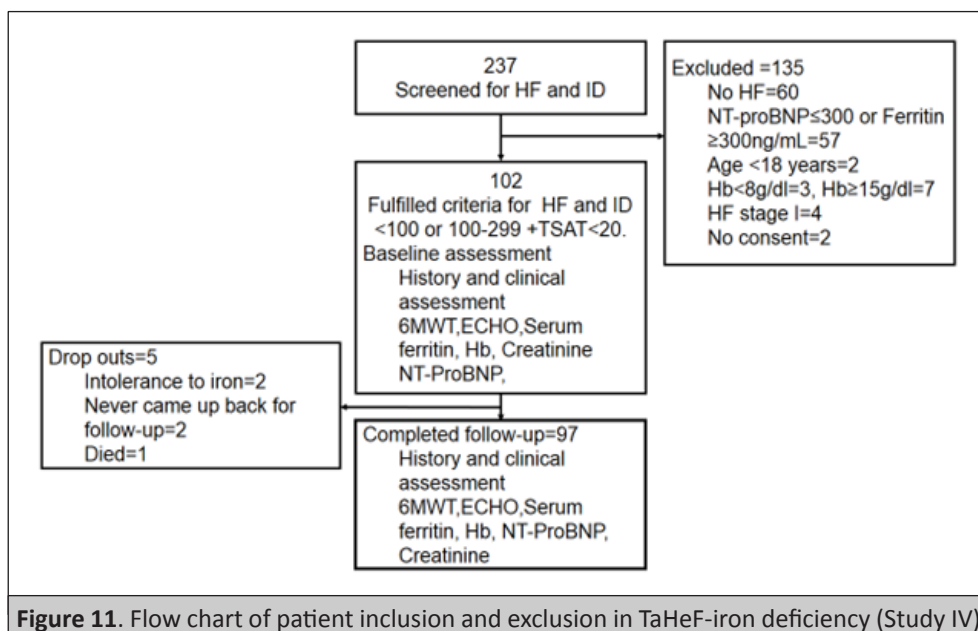 237
Screened for HF and ID
Excluded =135
No HF=60
NT-proBNP≤300 or Ferritin
≥300ng/mL=57
Age <18 years=2
Hb<8g/dl=3, Hb≥15g/dl=7
HF stage I=4
No consent=2
102
Fulfilled criteria for HF and ID
<100 or 100-299 +TSAT<20.
Baseline assessment
History and clinical
assessment
6MWT,ECHO,Serum
ferritin, Hb, Creatinine
NT-ProBNP,
Drop outs=5
Intolerance to iron=2
Never came up back for
follow-up=2
Died=1
Completed follow-up=97
History and clinical
assessment
6MWT,ECHO,Serum
ferritin, Hb, NT-ProBNP,
Creatinine
Figure 11. Flow chart of patient inclusion and exclusion in TaHeF-iron deficiency (Study IV)